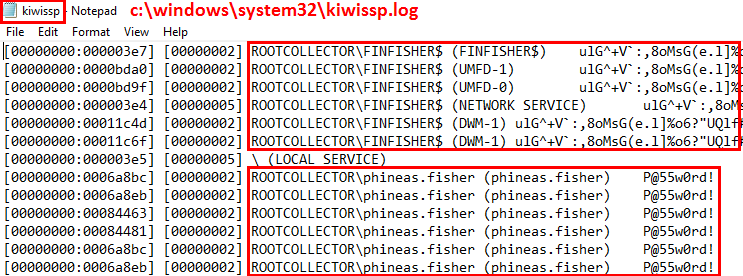 kiwissp - Notepad c:\windows\system32\kiwissp.log
File Edit Format View Help
[00000000:000003e7] [00000002] ROOTCOLLECTOR\FINFISHER$ (FINFISHER$) ulG^+V`:,8oMsG(e.l]%
[00000000:0000bda0] [00000002] ROOTCOLLECTOR\FINFISHER$ (UMFD-1) ulG^+V`:,8oMsG(e.l]%o
[00000000:0000bd9f] [00000002] ROOTCOLLECTOR\FINFISHER$ (UMFD-0) ulG^+V`:,8oMsG(e.l]%o
[00000000:000003e4] [00000005] ROOTCOLLECTOR\FINFISHER$ (NETWORK SERVICE) ulG^+V`:,8oMs
[00000000:00011c4d] [00000002] ROOTCOLLECTOR\FINFISHER$ (DWM-1) ulG^+V`:,8oMsG(e.l]%o6?"UQlf
[00000000:00011c6f] [00000002] ROOTCOLLECTOR\FINFISHER$ (DWM-1) ulG^+V`:,8oMsG(e.l]%o6?"UQlf
[00000000:000003e5] [00000005] \ (LOCAL SERVICE)
[00000000:0006a8bc] [00000002] ROOTCOLLECTOR\phineas.fisher (phineas.fisher) P@55w0rd!
[00000000:0006a8eb] [00000002] ROOTCOLLECTOR\phineas.fisher (phineas.fisher) P@55w0rd!
[00000000:00084463] [00000002] ROOTCOLLECTOR\phineas.fisher (phineas.fisher) P@55w0rd!
[00000000:00084481] [00000002] ROOTCOLLECTOR\phineas.fisher (phineas.fisher) P@55w0rd!
[00000000:0006a8bc] [00000002] ROOTCOLLECTOR\phineas.fisher (phineas.fisher) P@55w0rd!
[00000000:0006a8eb] [00000002] ROOTCOLLECTOR\phineas.fisher (phineas.fisher) P@55w0rd!